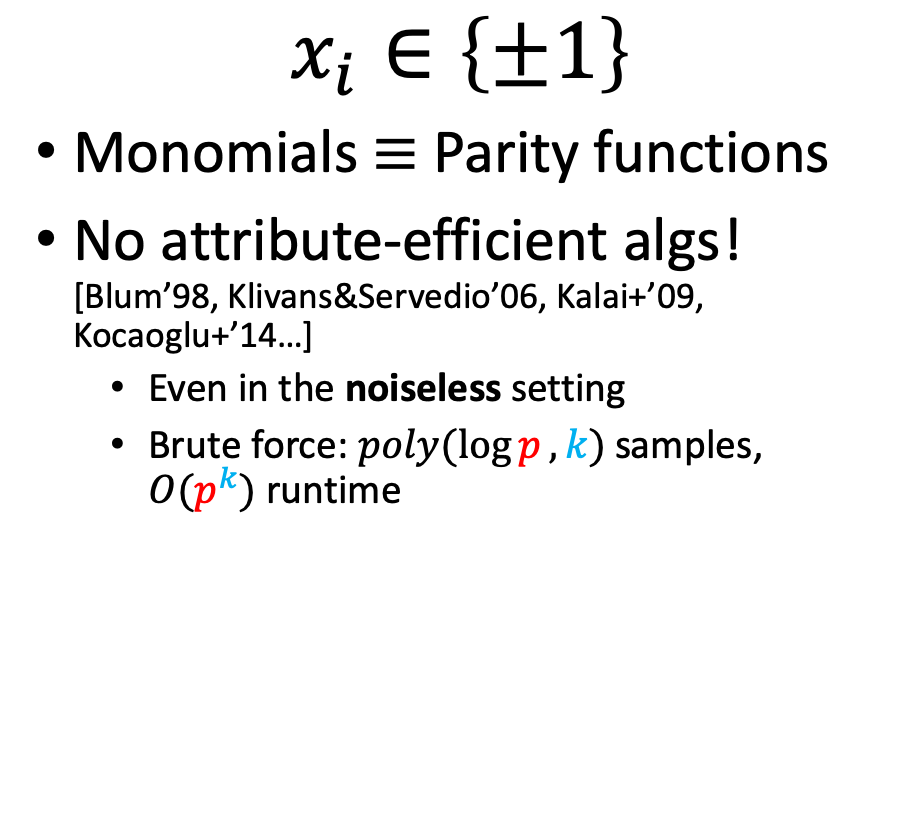 xᵢ ∈ {±1}
• Monomials ≡ Parity functions
• No attribute-efficient algs!
[Blum’98, Klivans&Servedio’06, Kalai+’09,
Kocaoglu+’14…]
• Even in the noiseless setting
• Brute force: poly(log p , k) samples,
O(pᵏ) runtime